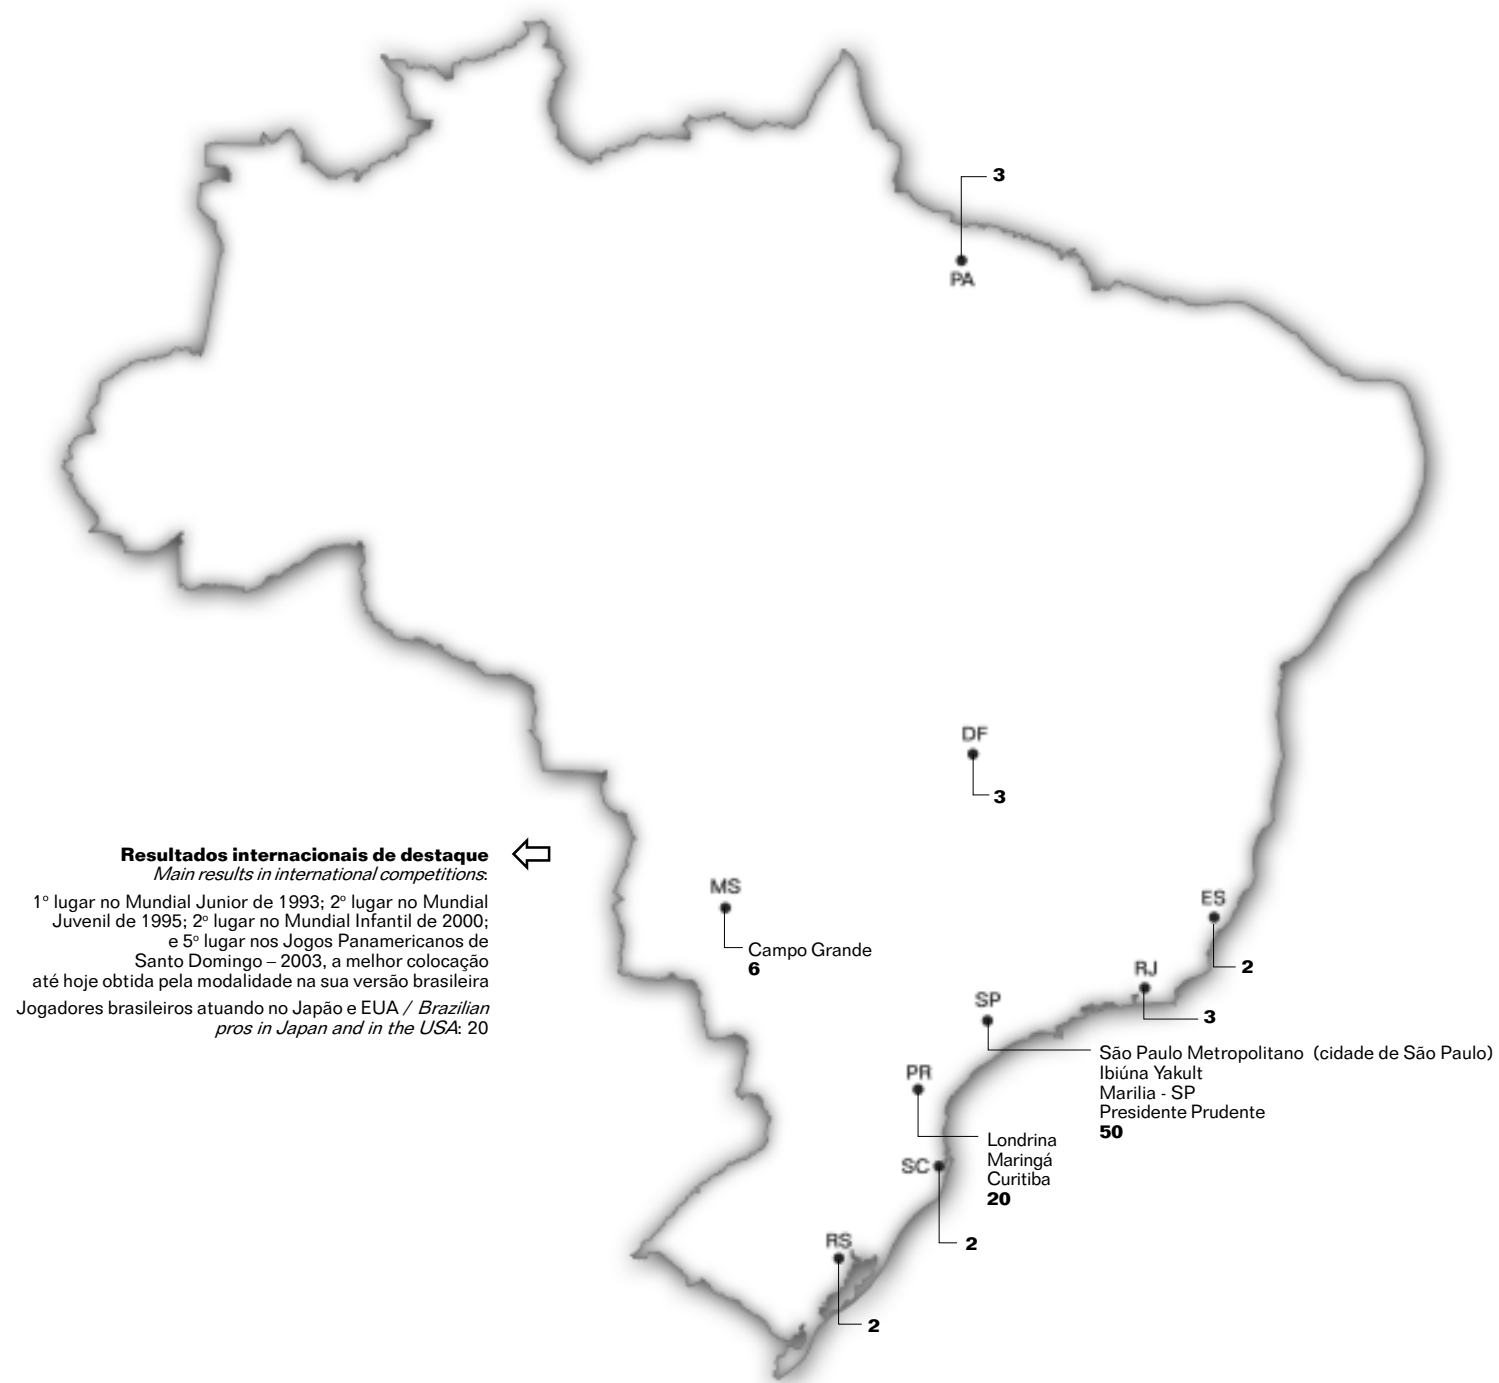 3
PA
DF
3
Resultados internacionais de destaque
Main results in international competitions:
1º lugar no Mundial Junior de 1993; 2º lugar no Mundial
Juvenil de 1995; 2º lugar no Mundial Infantil de 2000;
e 5º lugar nos Jogos Panamericanos de
Santo Domingo – 2003, a melhor colocação
até hoje obtida pela modalidade na sua versão brasileira
Jogadores brasileiros atuando no Japão e EUA / Brazilian
pros in Japan and in the USA: 20
MS
Campo Grande
6
ES
2
RJ
3
SP
São Paulo Metropolitano (cidade de São Paulo)
Ibiúna Yakult
Marilia - SP
Presidente Prudente
50
PR
Londrina
Maringá
Curitiba
20
SC
2
RS
2